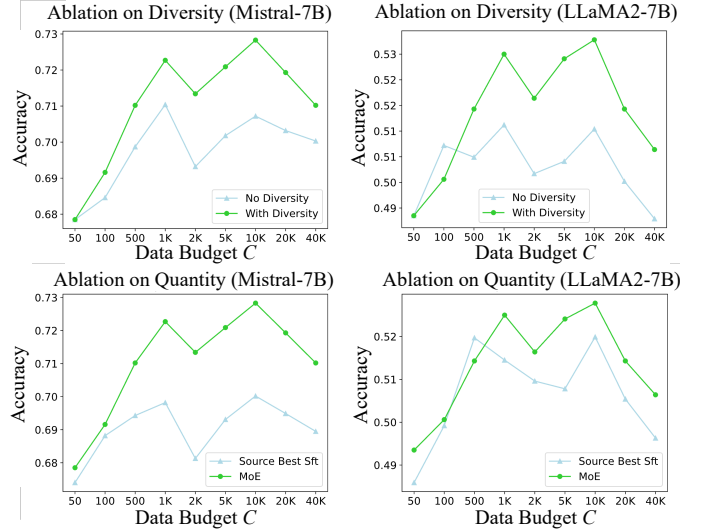 Ablation on Diversity (Mistral-7B)
0.73
0.72
0.71
0.70
0.69
0.68
Accuracy
No Diversity
With Diversity
50 100 500 1K 2K 5K 10K 20K 40K
Data Budget C
Ablation on Diversity (LLaMA2-7B)
0.53
0.52
0.51
0.51
0.50
0.49
Accuracy
No Diversity
With Diversity
50 100 500 1K 2K 5K 10K 20K 40K
Data Budget C
Ablation on Quantity (Mistral-7B)
0.73
0.72
0.71
0.70
0.69
0.68
Accuracy
Source Best Sft
MoE
50 100 500 1K 2K 5K 10K 20K 40K
Data Budget C
Ablation on Quantity (LLaMA2-7B)
0.52
0.51
0.50
0.49
Accuracy
Source Best Sft
MoE
50 100 500 1K 2K 5K 10K 20K 40K
Data Budget C